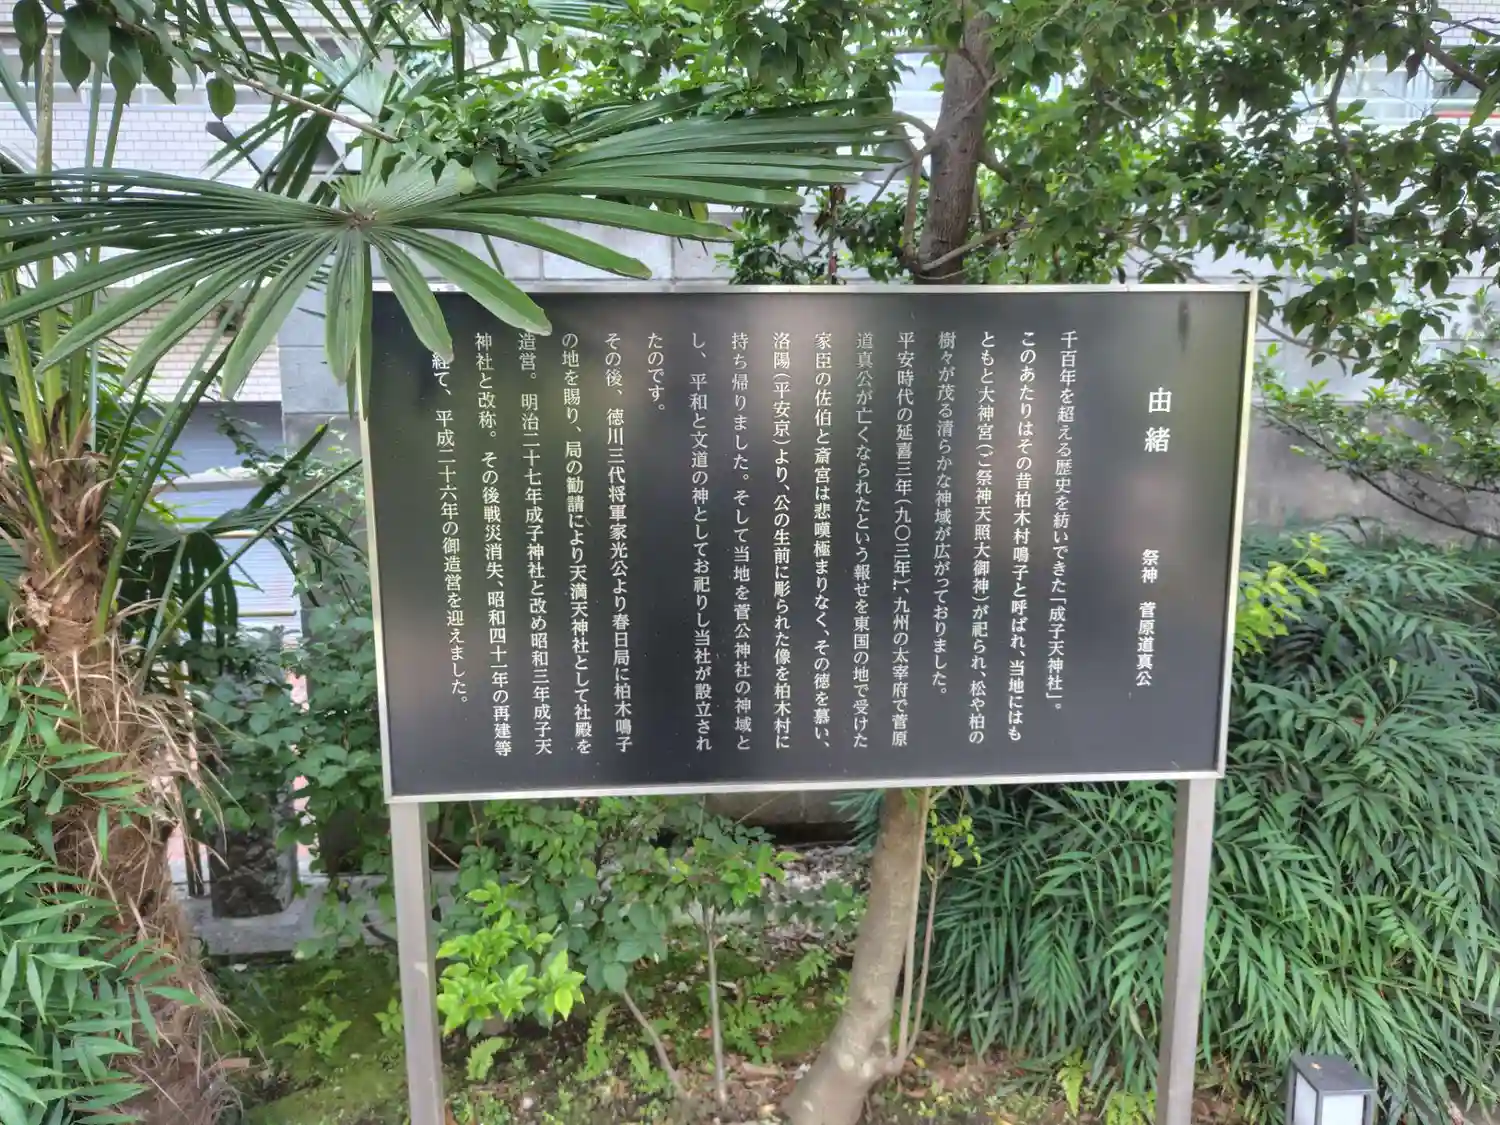 由緒
祭神 菅原道真公
千百年を超える歴史を紡いできた「成子天神社」。
このあたりはその昔柏木村鳴子と呼ばれ、当地にはも
ともと大神宮(ご祭神天照大御神)が祀られ、松や柏の
樹々が茂る清らかな神域が広がっておりました。
平安時代の延喜三年(九〇三年)、九州の太宰府で菅原
道真公が亡くなられたという報せを東国の地で受けた
家臣の佐伯と斎宮は悲嘆極まりなく、その徳を慕い、
洛陽(平安京)より、公の生前に彫られた像を柏木村に
持ち帰りました。そして当地を菅公神社の神域と
し、平和と文道の神としてお祀りし当社が設立され
たのです。
その後、徳川三代将軍家光公より春日局に柏木鳴子
の地を賜り、局の勧請により天満天神社として社殿を
造営。明治二十七年成子神社と改め昭和三年成子天
神社と改称。その後戦災消失、昭和四十一年の再建等
経て、平成二十六年の御造営を迎えました。